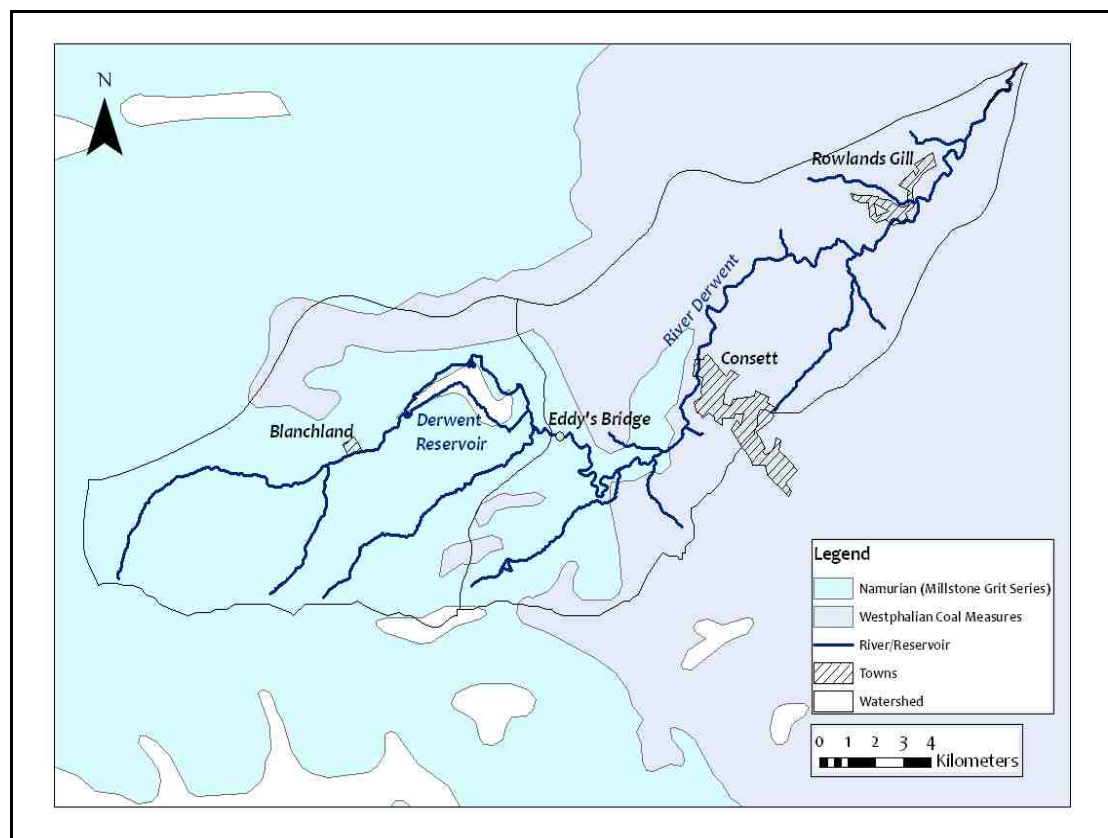 N
Rowlands Gill
River Derwent
Consett
Eddy's Bridge
Blanchland
Derwent
Reservoir
Legend
Namurian (Millstone Grit Series)
Westphalian Coal Measures
River/Reservoir
Towns
Watershed
0 1 2 3 4
Kilometers